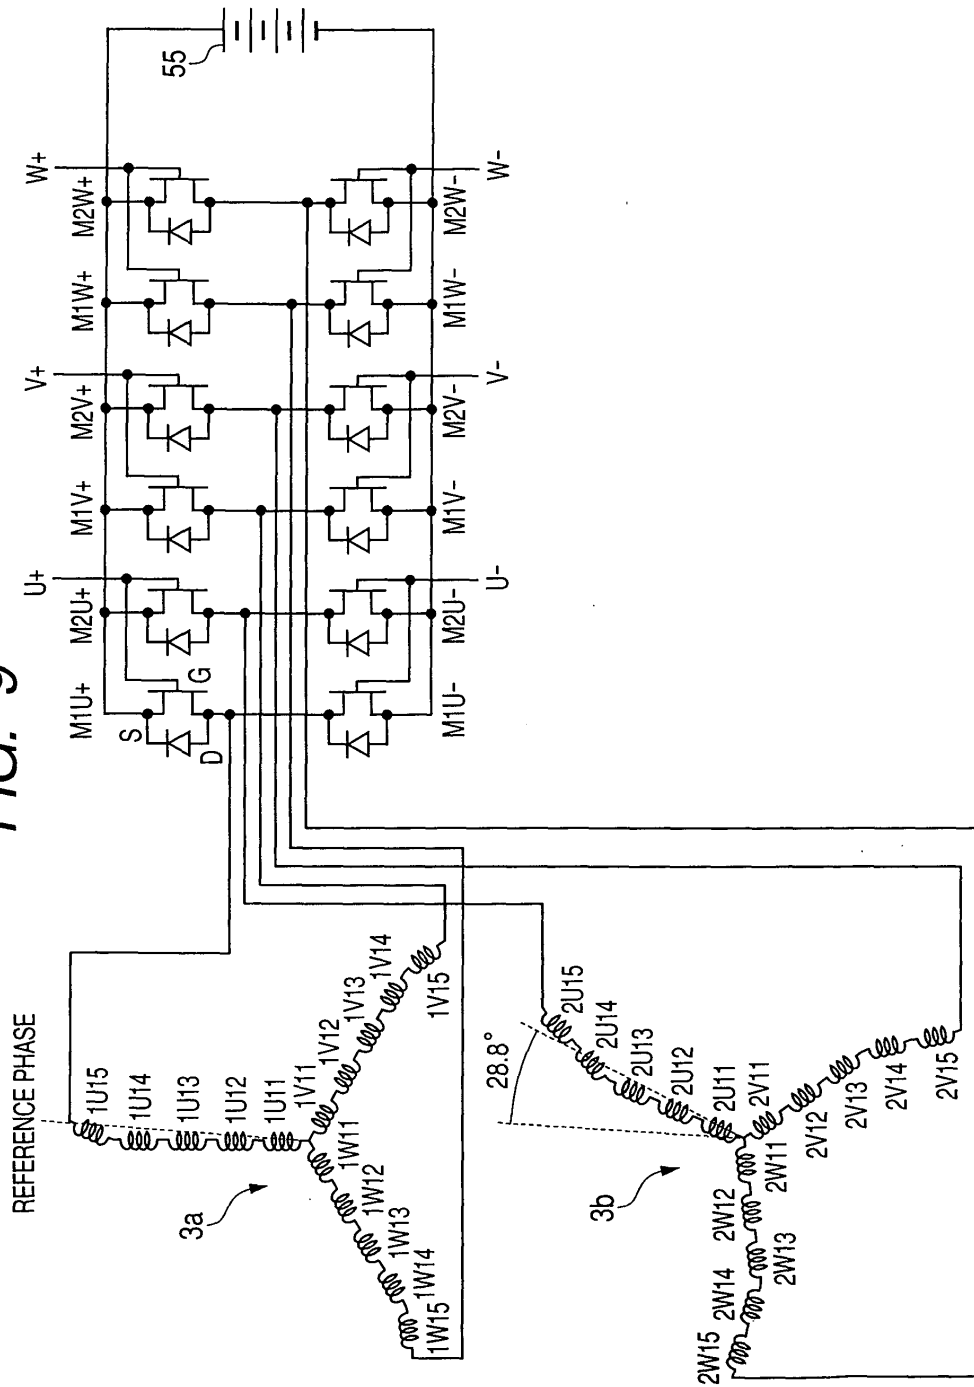 FIG. 9
REFERENCE PHASE
1U15
1U14
1U13
1U12
1U11
1V11
1V12
1V13
1V14
1V15
1W11
1W12
1W13
1W14
1W15
3a
28.8°
2U15
2U14
2U13
2U12
2U11
2V11
2V12
2V13
2V14
2V15
2W11
2W12
2W13
2W14
2W15
3b
U+
V+
W+
M1U+
M2U+
M1V+
M2V+
M1W+
M2W+
S
G
D
55
M1U-
M2U-
M1V-
M2V-
M1W-
M2W-
U-
V-
W-